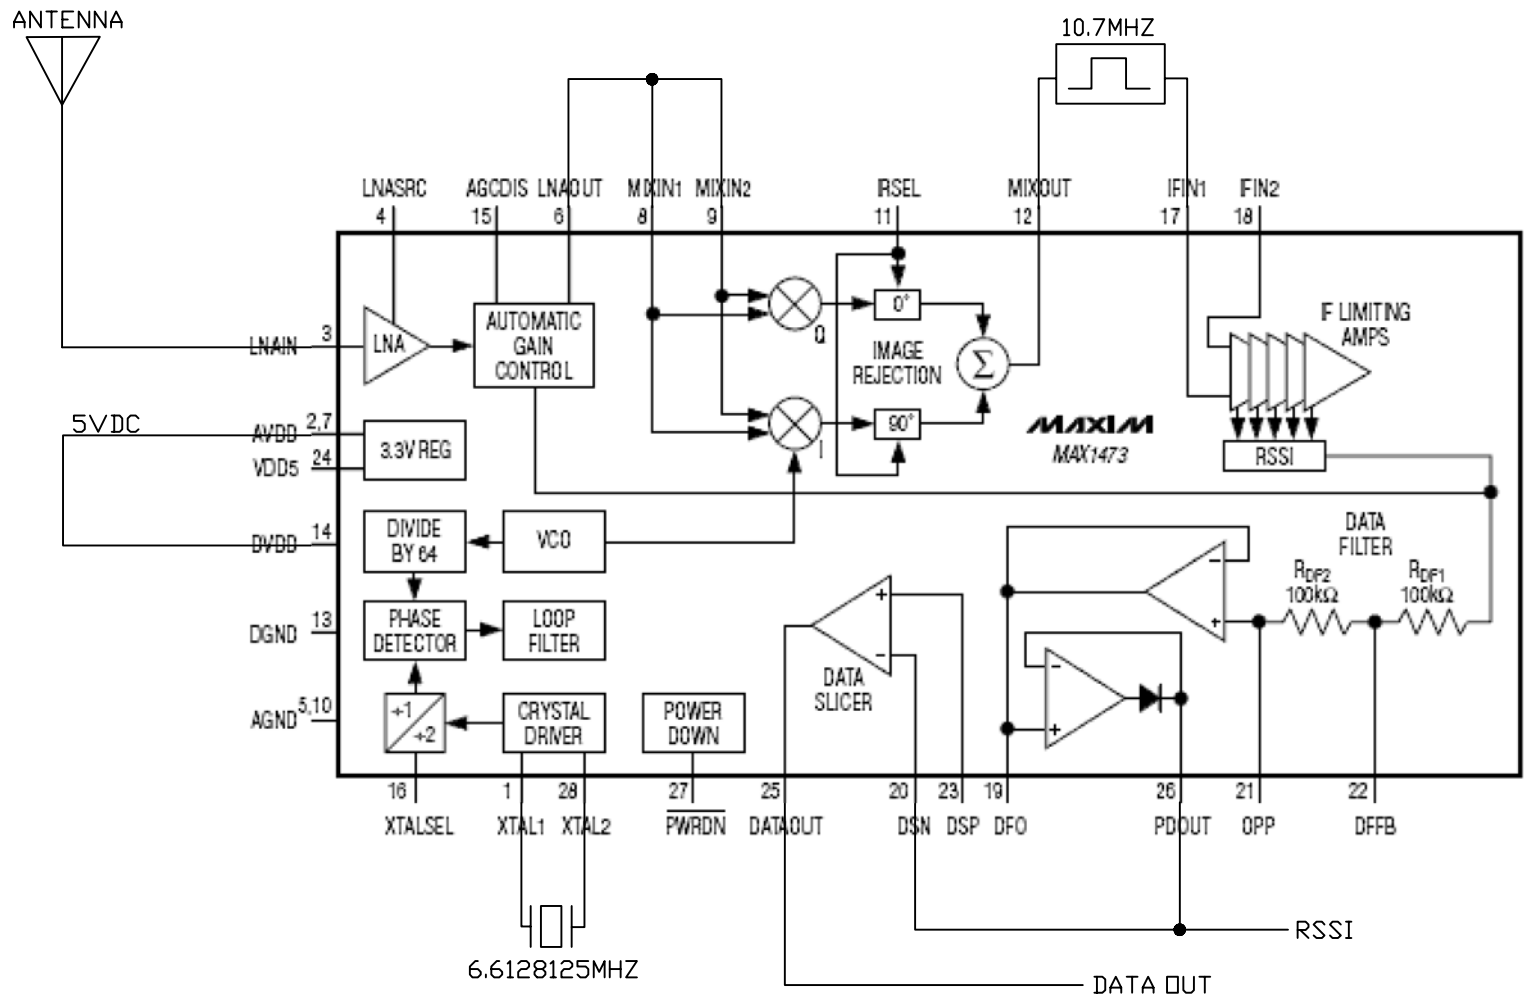 ANTENNA
10.7MHZ
LNASRC
AGCDIS
LNAOUT
MIXIN1
MIXIN2
IRSEL
MIXOUT
IFIN1
IFIN2
4
15
6
8
9
11
12
17
18
LNAIN
3
LNA
AUTOMATIC
GAIN
CONTROL
Q
0°
IMAGE
REJECTION
Σ
IF LIMITING
AMPS
5VDC
AVDD
2,7
VDD5
24
3.3V REG
I
90°
MAXIM
MAX1473
RSSI
DVDD
14
DIVIDE
BY 64
VCO
DATA
FILTER
RDF2
100kΩ
RDF1
100kΩ
DGND
13
PHASE
DETECTOR
LOOP
FILTER
+
−
DATA
SLICER
−
+
−
+
AGND
5,10
÷1
÷2
CRYSTAL
DRIVER
POWER
DOWN
16
1
28
27
25
20
23
19
26
21
22
XTALSEL
XTAL1
XTAL2
PWRDN
DATAOUT
DSN
DSP
DFO
PDOUT
OPP
DFFB
6.6128125MHZ
RSSI
DATA OUT